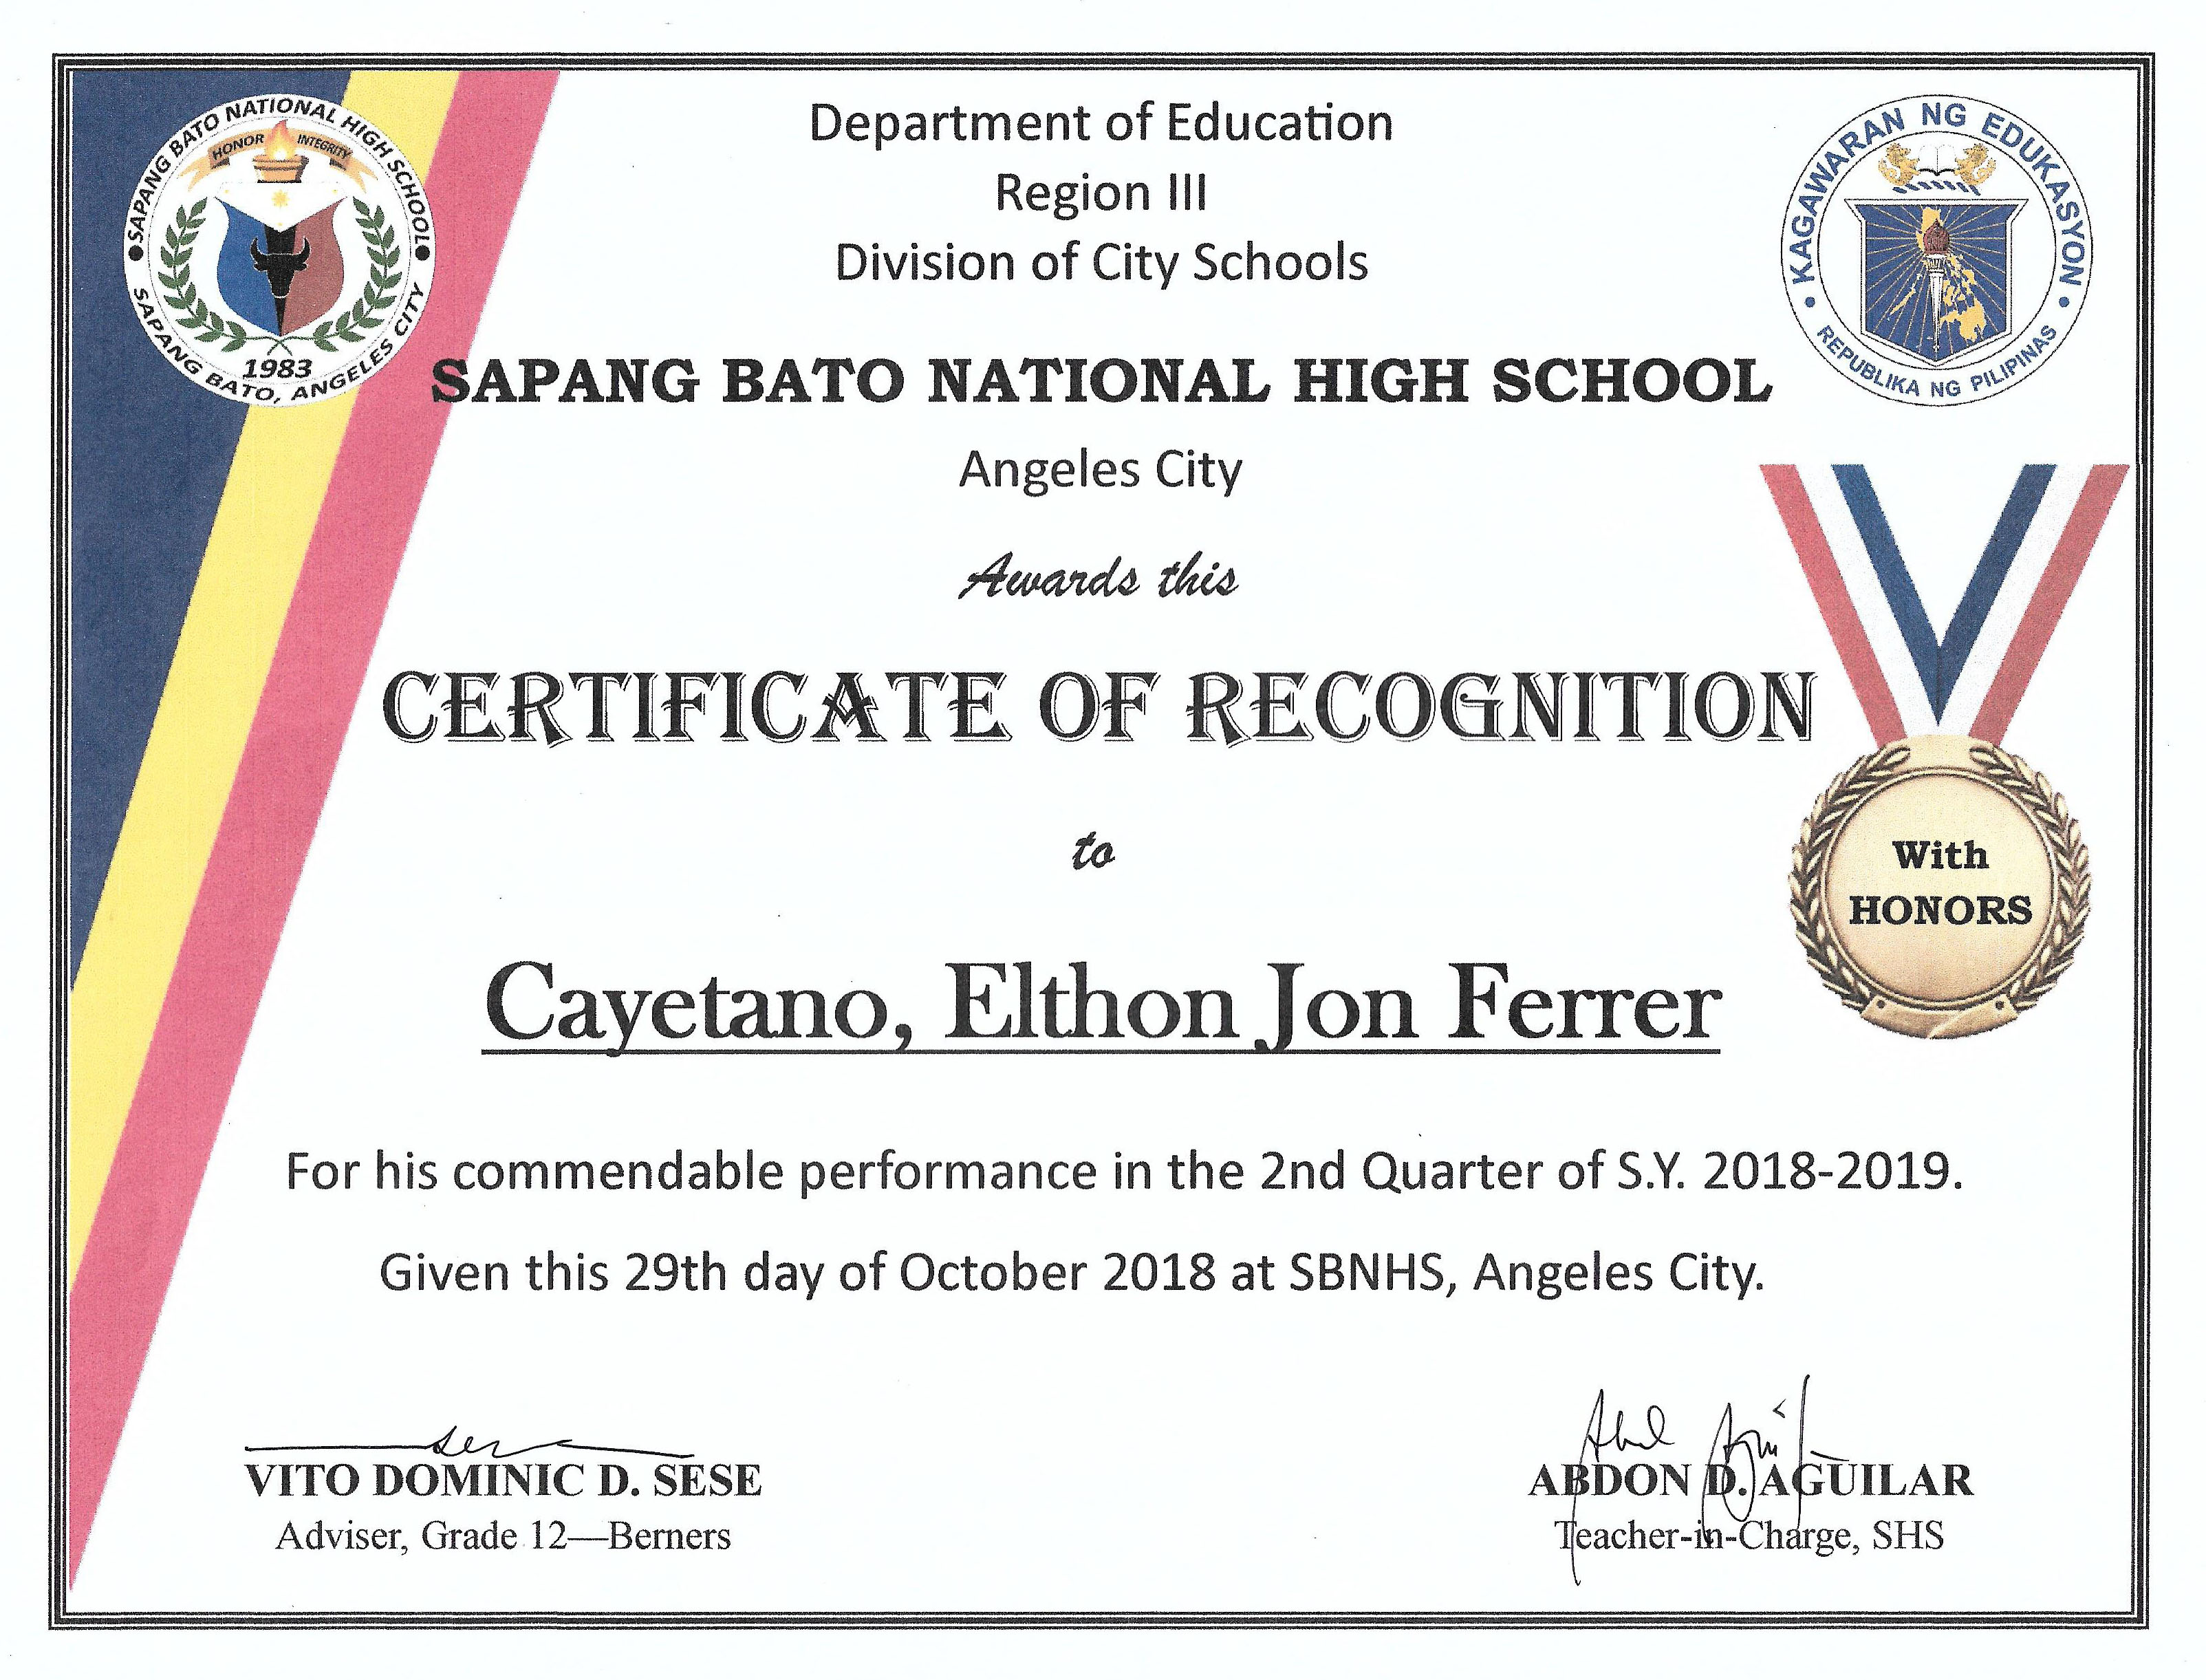 SAPANG BATO NATIONAL HIGH SCHOOL
HONOR INTEGRITY
1983
SAPANG BATO, ANGELES CITY
KAGAWARAN NG EDUKASYON
REPUBLIKA NG PILIPINAS
Department of Education
Region III
Division of City Schools
SAPANG BATO NATIONAL HIGH SCHOOL
Angeles City
Awards this
CERTIFICATE OF RECOGNITION
to
With
HONORS
Cayetano, Elthon Jon Ferrer
For his commendable performance in the 2nd Quarter of S.Y. 2018-2019.
Given this 29th day of October 2018 at SBNHS, Angeles City.
VITO DOMINIC D. SESE
Adviser, Grade 12—Berners
ABDON D. AGUILAR
Teacher-in-Charge, SHS